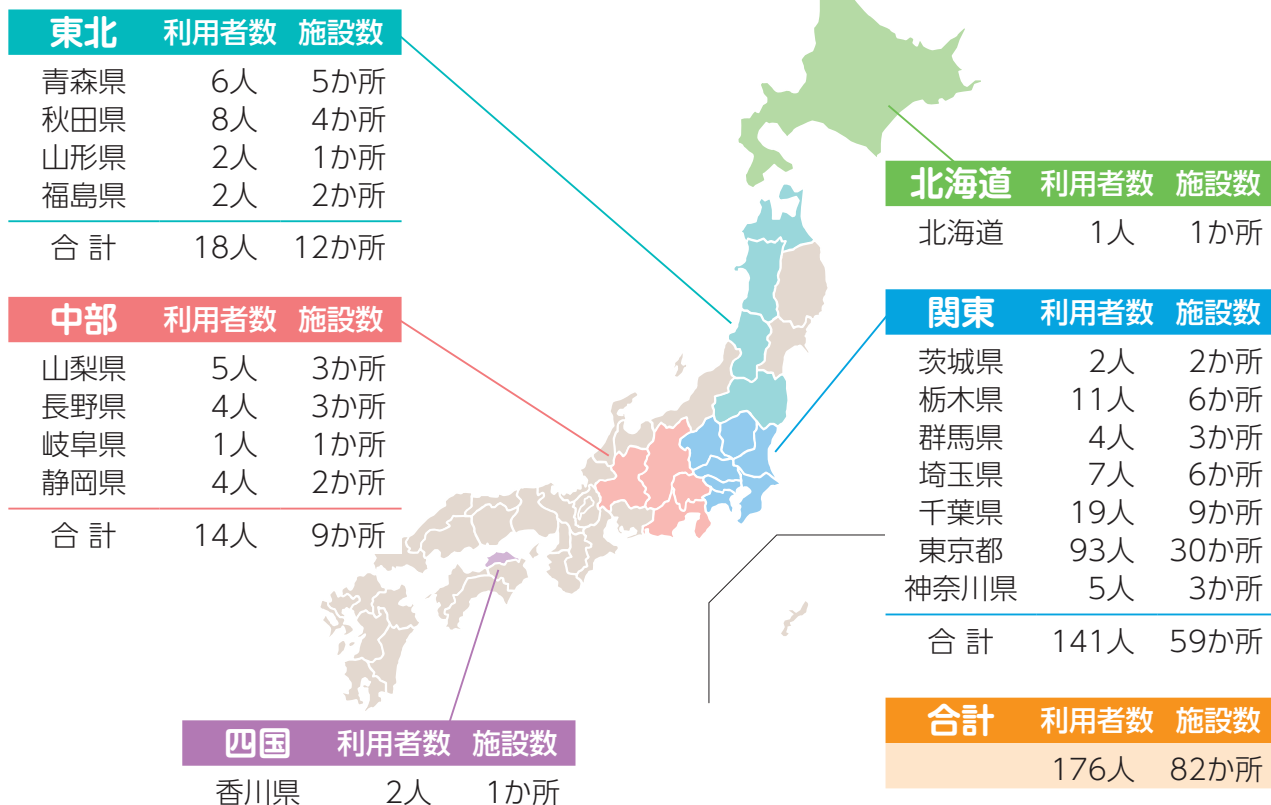 東北 利用者数 施設数
青森県 6人 5か所
秋田県 8人 4か所
山形県 2人 1か所
福島県 2人 2か所
合計 18人 12か所
中部 利用者数 施設数
山梨県 5人 3か所
長野県 4人 3か所
岐阜県 1人 1か所
静岡県 4人 2か所
合計 14人 9か所
四国 利用者数 施設数
香川県 2人 1か所
北海道 利用者数 施設数
北海道 1人 1か所
関東 利用者数 施設数
茨城県 2人 2か所
栃木県 11人 6か所
群馬県 4人 3か所
埼玉県 7人 6か所
千葉県 19人 9か所
東京都 93人 30か所
神奈川県 5人 3か所
合計 141人 59か所
合計 利用者数 施設数
176人 82か所